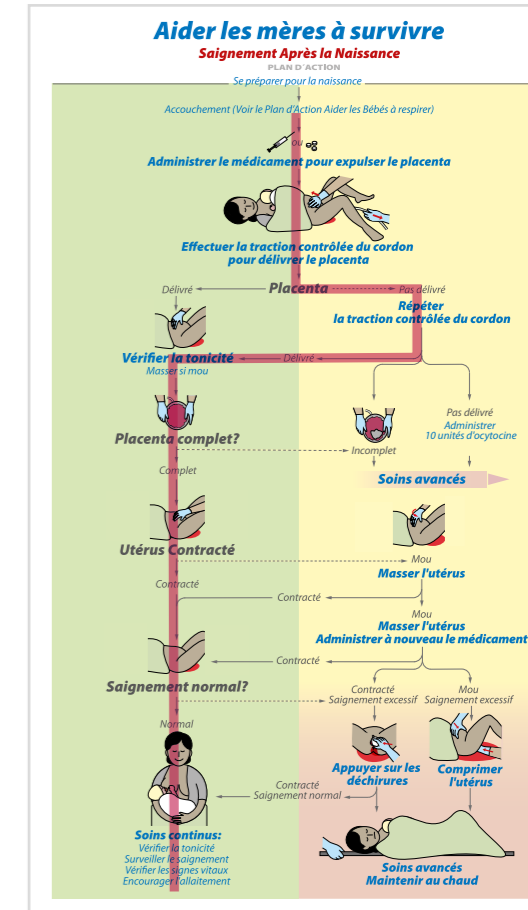 Aider les mères à survivre
Saignement Après la Naissance
PLAN D'ACTION
Se préparer pour la naissance
Accouchement (Voir le Plan d'Action Aider les Bébés à respirer)
ou
Administrer le médicament pour expulser le placenta
Effectuer la traction contrôlée du cordon
pour délivrer le placenta
Délivré
Placenta
Pas délivré
Répéter
la traction contrôlée du cordon
Vérifier la tonicité
Délivré
Masser si mou
Pas délivré
Administrer
10 unités d'ocytocine
Placenta complet?
Incomplet
Complet
Soins avancés
Utérus Contracté
Mou
Masser l'utérus
Contracté
Contracté
Mou
Masser l'utérus
Administrer à nouveau le médicament
Contracté
Saignement normal?
Contracté
Saignement excessif
Mou
Saignement excessif
Normal
Appuyer sur les
déchirures
Comprimer
l'utérus
Contracté
Saignement normal
Soins continus:
Vérifier la tonicité
Surveiller le saignement
Vérifier les signes vitaux
Encourager l'allaitement
Soins avancés
Maintenir au chaud